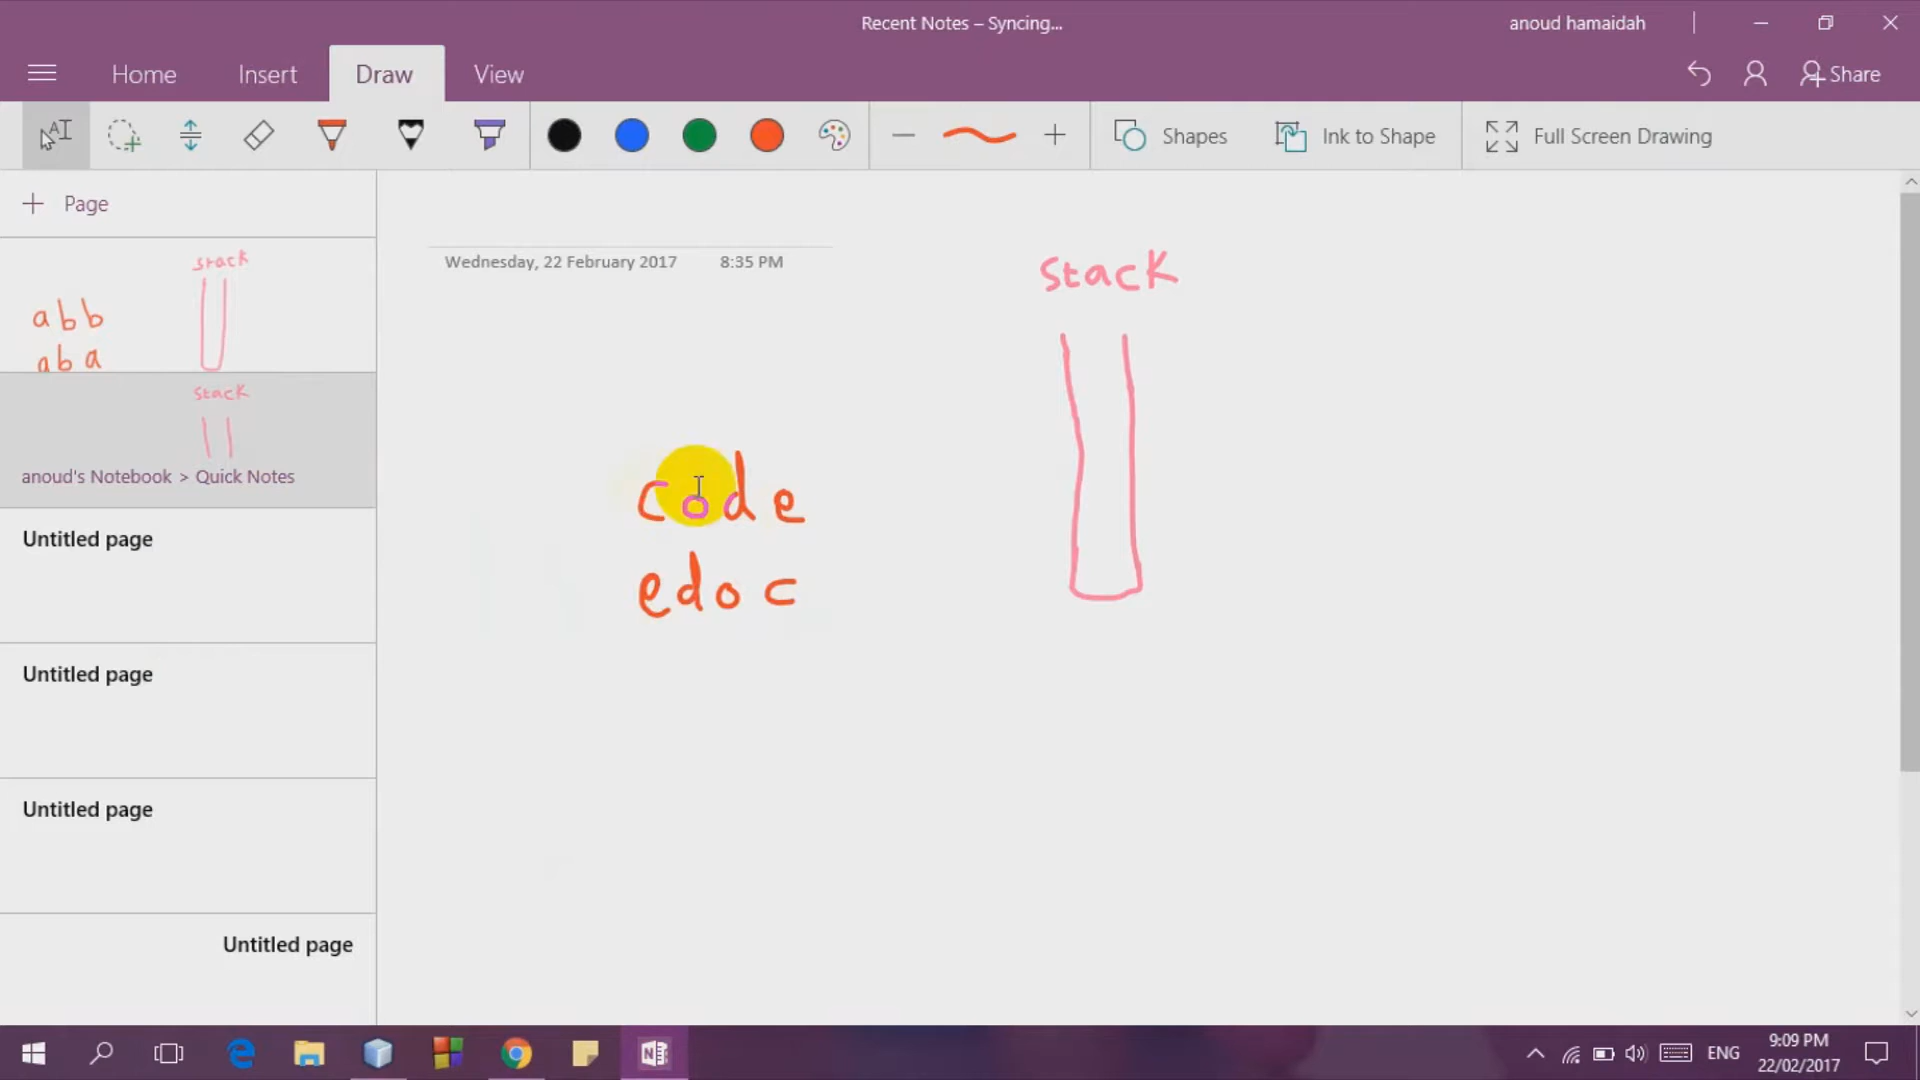 Recent Notes – Syncing...
anoud hamaidah
Home Insert Draw View
Share
Shapes
Ink to Shape
Full Screen Drawing
Page
stack
abb
aba
stack
anoud's Notebook > Quick Notes
Untitled page
Untitled page
Untitled page
Untitled page
Wednesday, 22 February 2017 8:35 PM
stack
code
edoc
ENG
9:09 PM
22/02/2017